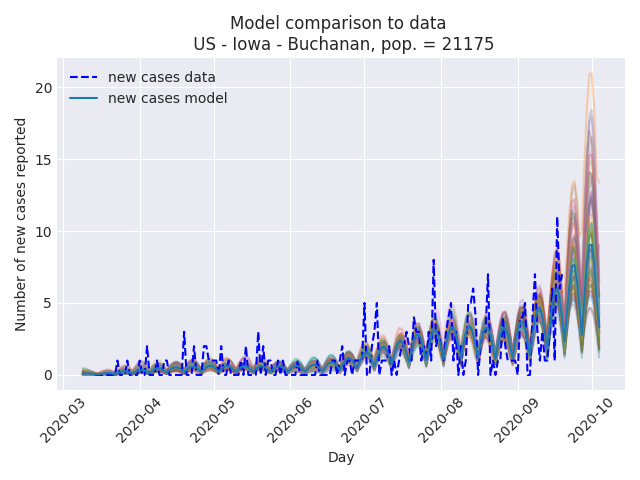 Model comparison to data
US - Iowa - Buchanan, pop. = 21175
new cases data
new cases model
Number of new cases reported
20
15
10
5
0
2020-03
2020-04
2020-05
2020-06
2020-07
2020-08
2020-09
2020-10
Day